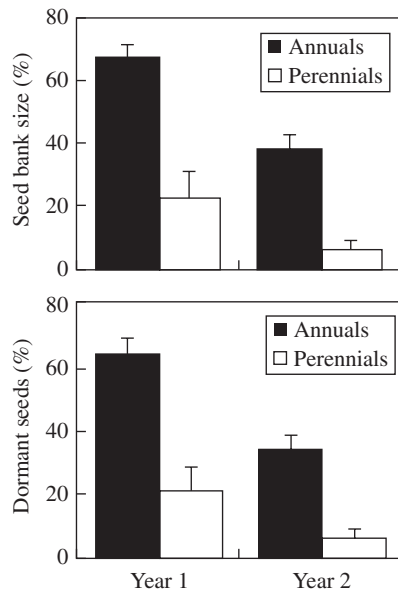 80
60
40
20
0
Seed bank size (%)
Annuals
Perennials
80
60
40
20
0
Dormant seeds (%)
Annuals
Perennials
Year 1 Year 2